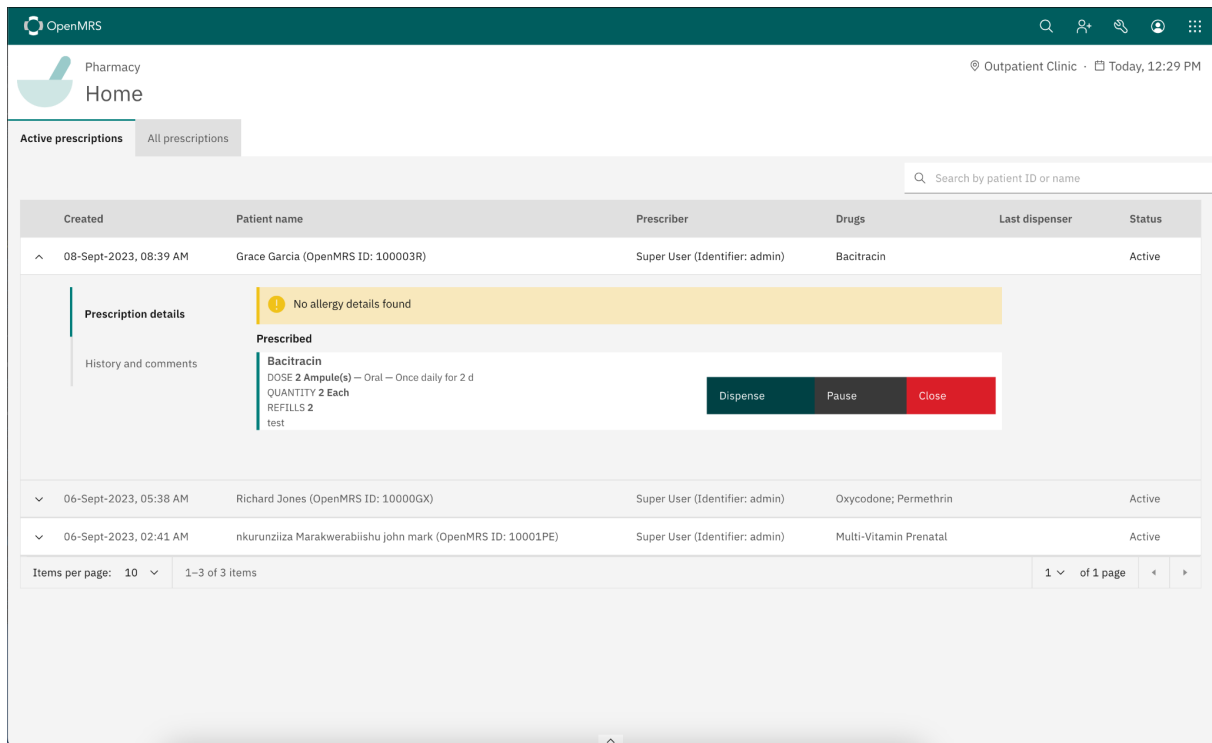 OpenMRS
Pharmacy
Home
Outpatient Clinic · Today, 12:29 PM
Active prescriptions All prescriptions
Search by patient ID or name
Created Patient name Prescriber Drugs Last dispenser Status
08-Sept-2023, 08:39 AM Grace Garcia (OpenMRS ID: 100003R) Super User (Identifier: admin) Bacitracin Active
Prescription details
History and comments
No allergy details found
Prescribed
Bacitracin
DOSE 2 Ampule(s) — Oral — Once daily for 2 d
QUANTITY 2 Each
REFILLS 2
test
Dispense Pause Close
06-Sept-2023, 05:38 AM Richard Jones (OpenMRS ID: 10000GX) Super User (Identifier: admin) Oxycodone; Permethrin Active
06-Sept-2023, 02:41 AM nkurunziiza Marakwerabiishu john mark (OpenMRS ID: 10001PE) Super User (Identifier: admin) Multi-Vitamin Prenatal Active
Items per page: 10 1–3 of 3 items 1 of 1 page